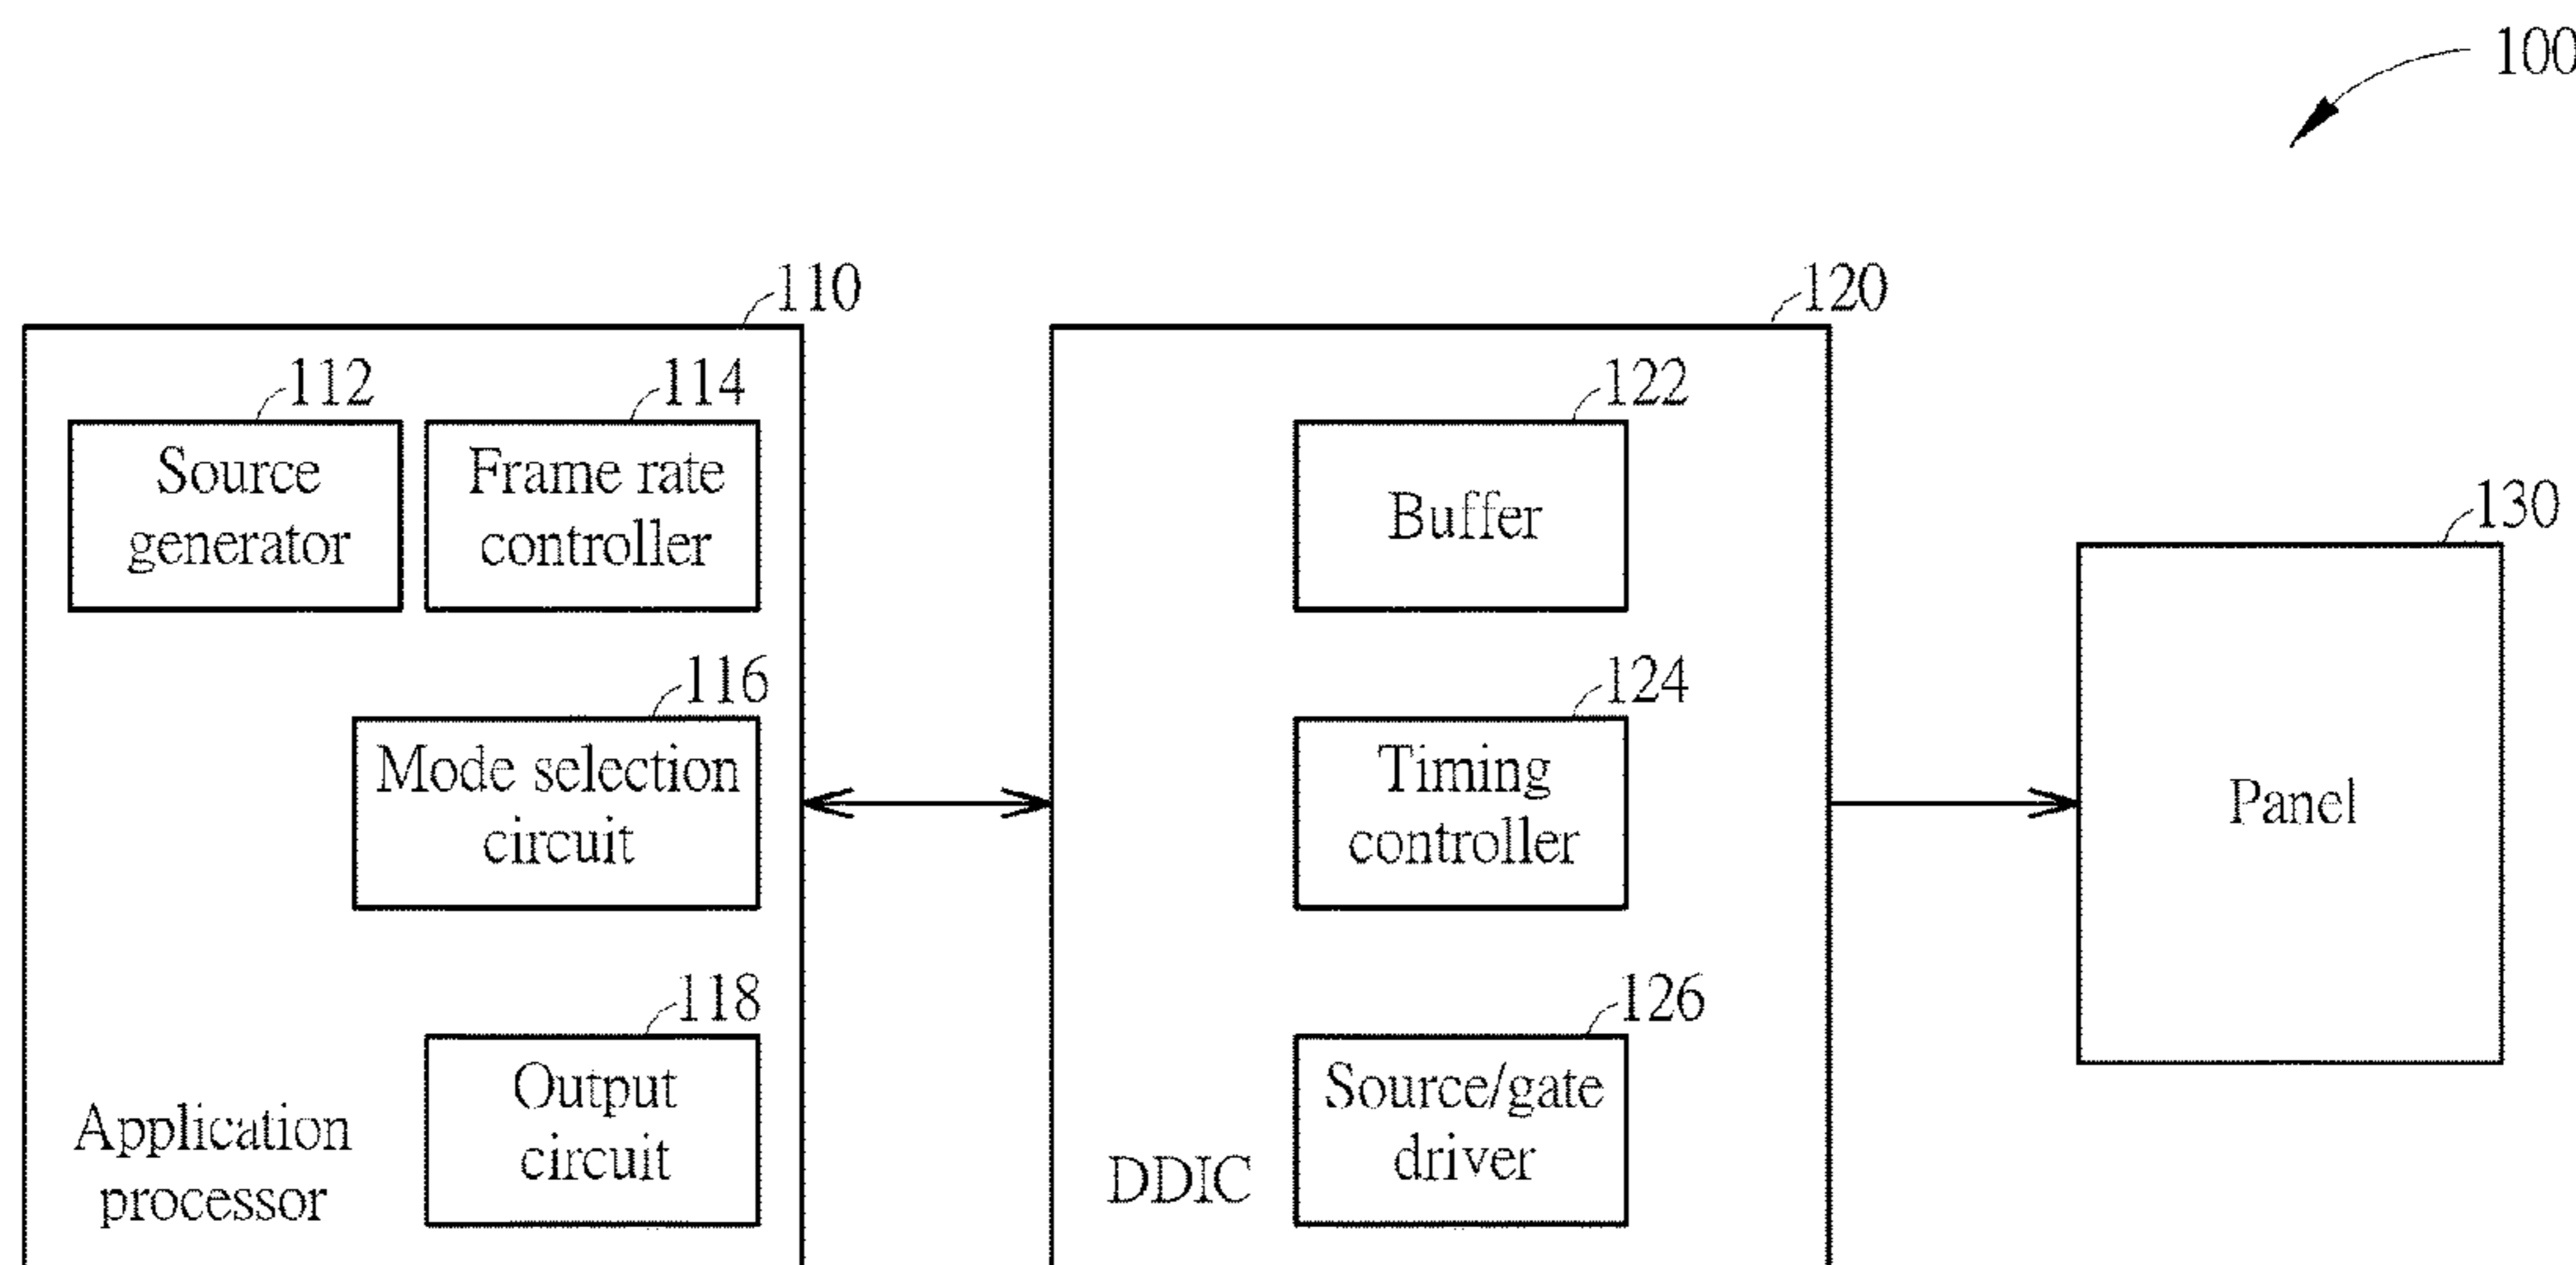 100
110
120
112
114
122
Source
generator
Frame rate
controller
Buffer
130
116
124
Mode selection
circuit
Timing
controller
Panel
118
126
Output
circuit
Source/gate
driver
Application
processor
DDIC